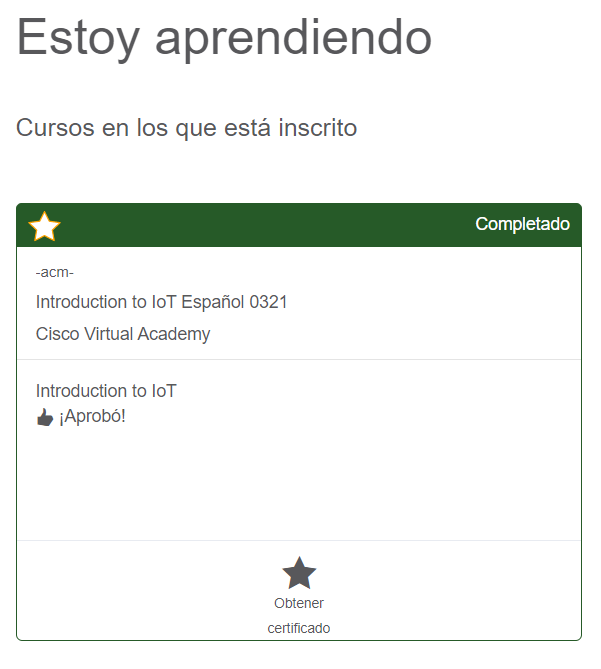 Estoy aprendiendo
Cursos en los que está inscrito
Completado
-acm-
Introduction to IoT Español 0321
Cisco Virtual Academy
Introduction to IoT
¡Aprobó!
Obtener
certificado